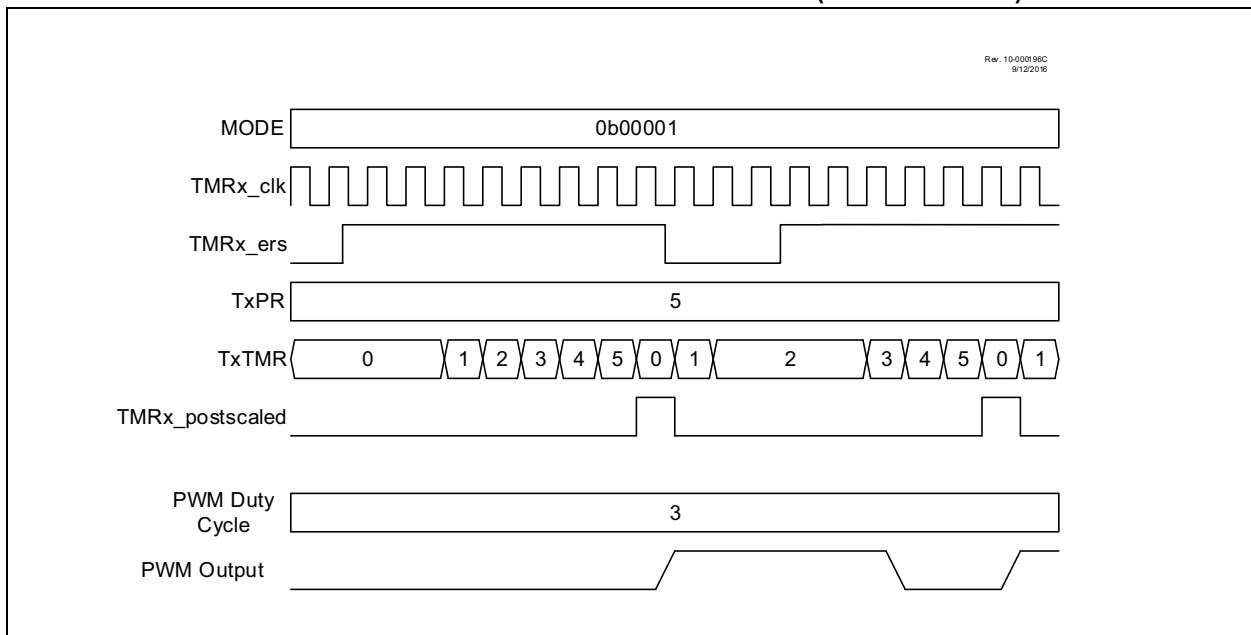 Rev. 10-000196C
9/12/2016
MODE 0b00001
TMRx_clk
TMRx_ers
TxPR 5
TxTMR 0 1 2 3 4 5 0 1 2 3 4 5 0 1
TMRx_postscaled
PWM Duty
Cycle 3
PWM Output